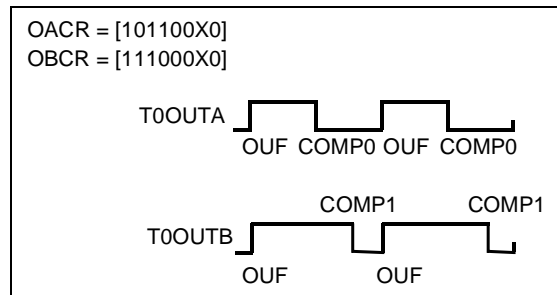 OACR = [101100X0]
OBCR = [111000X0]
T0OUTA
OUF COMP0 OUF COMP0
COMP1 COMP1
T0OUTB
OUF OUF